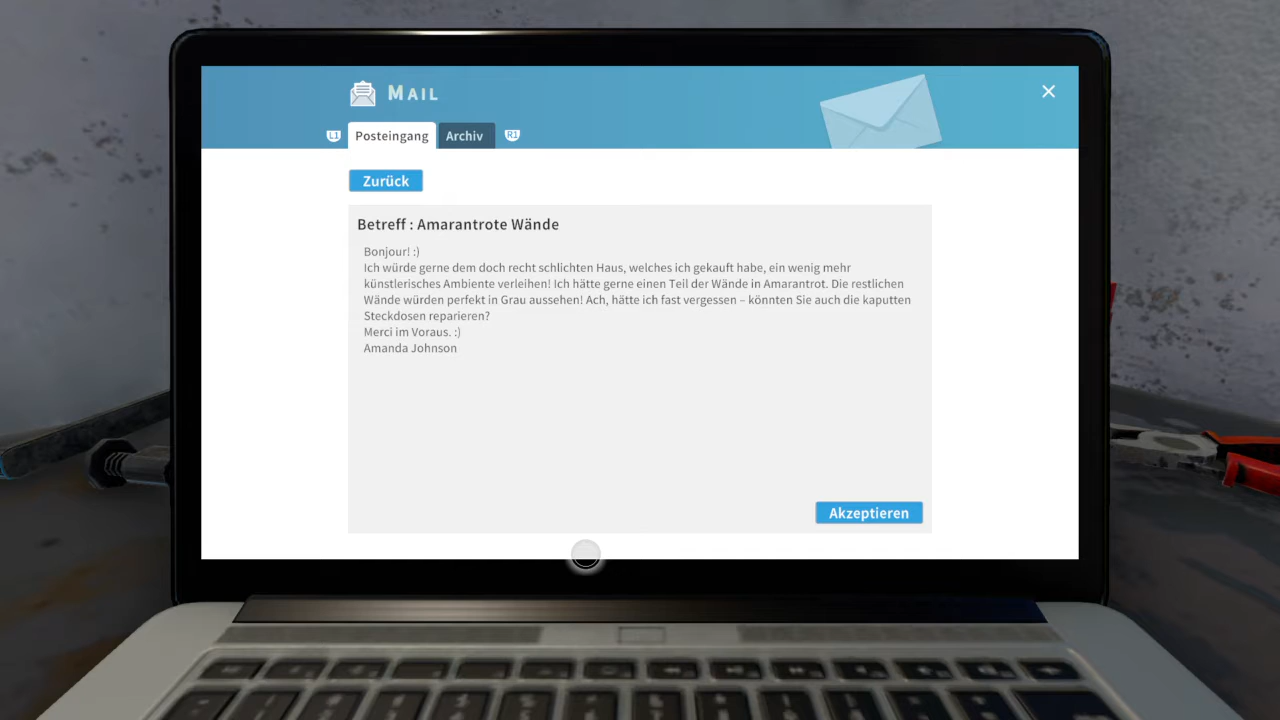 MAIL
L1 Posteingang Archiv R1
Zurück
Betreff : Amarantrote Wände
Bonjour! :)
Ich würde gerne dem doch recht schlichten Haus, welches ich gekauft habe, ein wenig mehr
künstlerisches Ambiente verleihen! Ich hätte gerne einen Teil der Wände in Amarantrot. Die restlichen
Wände würden perfekt in Grau aussehen! Ach, hätte ich fast vergessen – könnten Sie auch die kaputten
Steckdosen reparieren?
Merci im Voraus. :)
Amanda Johnson
Akzeptieren